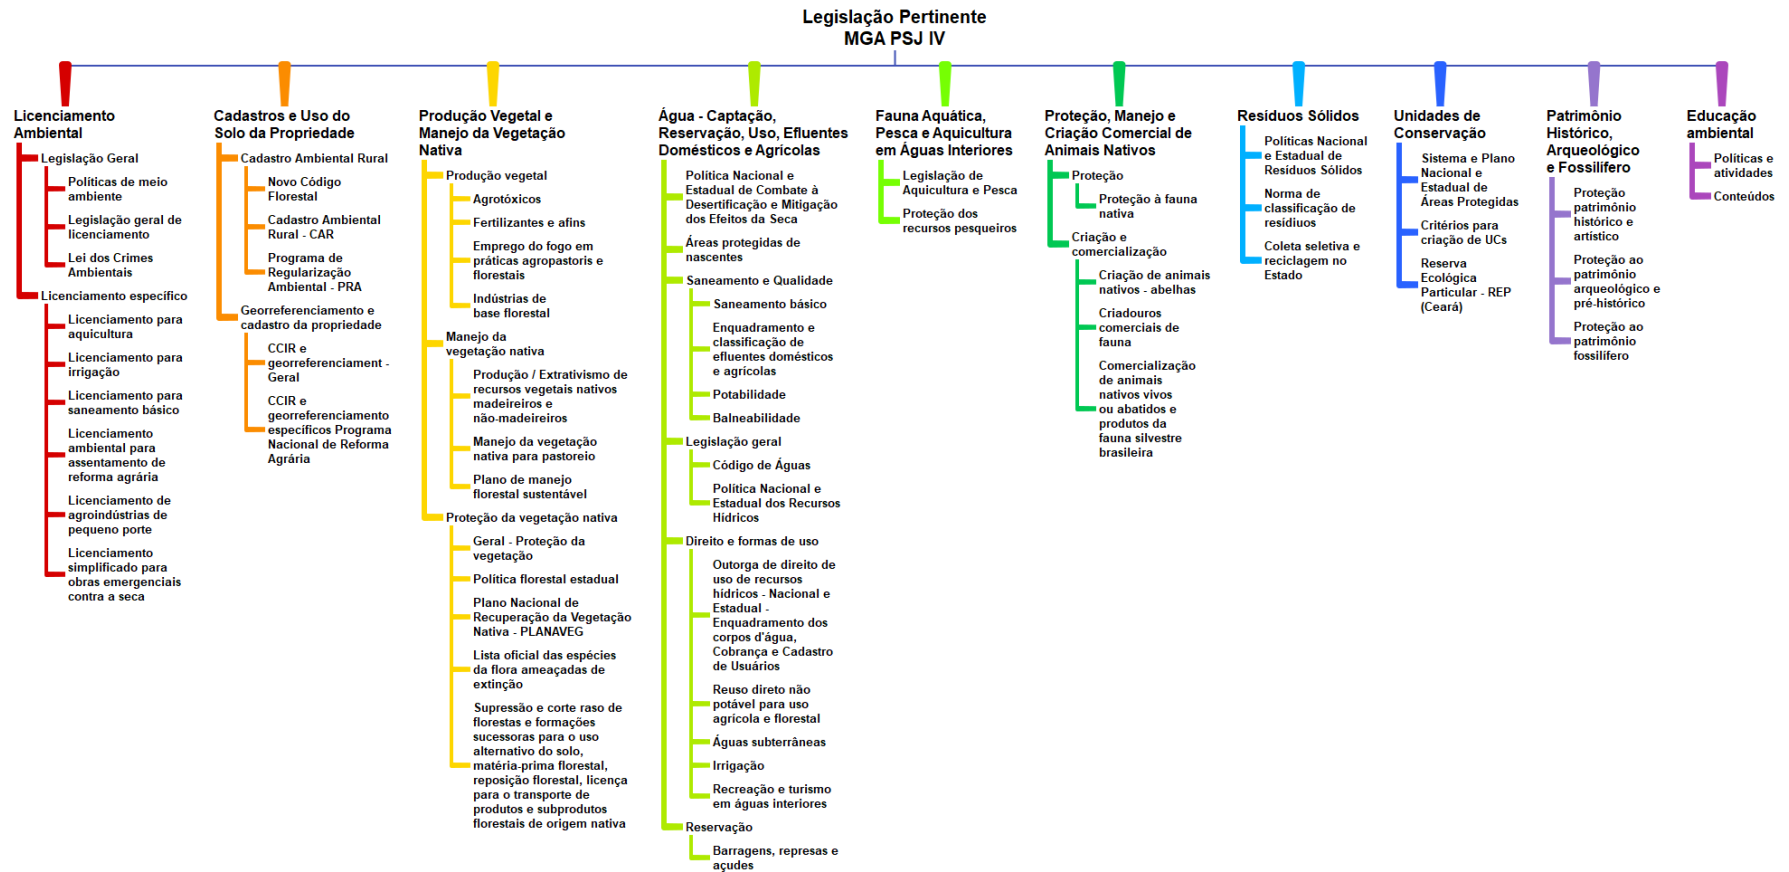 Legislação Pertinente
MGA PSJ IV
Licenciamento
Ambiental
Legislação Geral
Políticas de meio
ambiente
Legislação geral de
licenciamento
Lei dos Crimes
Ambientais
Licenciamento específico
Licenciamento para
aquicultura
Licenciamento para
irrigação
Licenciamento para
saneamento básico
Licenciamento
ambiental para
assentamento de
reforma agrária
Licenciamento de
agroindústrias de
pequeno porte
Licenciamento
simplificado para
obras emergenciais
contra a seca
Cadastros e Uso do
Solo da Propriedade
Cadastro Ambiental Rural
Novo Código
Florestal
Cadastro Ambiental
Rural - CAR
Programa de
Regularização
Ambiental - PRA
Georreferenciamento e
cadastro da propriedade
CCIR e
georreferenciament -
Geral
CCIR e
georreferenciamento
específicos Programa
Nacional de Reforma
Agrária
Produção Vegetal e
Manejo da Vegetação
Nativa
Produção vegetal
Agrotóxicos
Fertilizantes e afins
Emprego do fogo em
práticas agropastoris e
florestais
Indústrias de
base florestal
Manejo da
vegetação nativa
Produção / Extrativismo de
recursos vegetais nativos
madeireiros e
não-madeireiros
Manejo da vegetação
nativa para pastoreio
Plano de manejo
florestal sustentável
Proteção da vegetação nativa
Geral - Proteção da
vegetação
Política florestal estadual
Plano Nacional de
Recuperação da Vegetação
Nativa - PLANAVEG
Lista oficial das espécies
da flora ameaçadas de
extinção
Supressão e corte raso de
florestas e formações
sucessoras para o uso
alternativo do solo,
matéria-prima florestal,
reposição florestal, licença
para o transporte de
produtos e subprodutos
florestais de origem nativa
Água - Captação,
Reservação, Uso, Efluentes
Domésticos e Agrícolas
Política Nacional e
Estadual de Combate à
Desertificação e Mitigação
dos Efeitos da Seca
Áreas protegidas de
nascentes
Saneamento e Qualidade
Saneamento básico
Enquadramento e
classificação de
efluentes domésticos
e agrícolas
Potabilidade
Balneabilidade
Legislação geral
Código de Águas
Política Nacional e
Estadual dos Recursos
Hídricos
Direito e formas de uso
Outorga de direito de
uso de recursos
hídricos - Nacional e
Estadual -
Enquadramento dos
corpos d'água,
Cobrança e Cadastro
de Usuários
Reuso direto não
potável para uso
agrícola e florestal
Águas subterrâneas
Irrigação
Recreação e turismo
em águas interiores
Reservação
Barragens, represas e
açudes
Fauna Aquática,
Pesca e Aquicultura
em Águas Interiores
Legislação de
Aquicultura e Pesca
Proteção dos
recursos pesqueiros
Proteção, Manejo e
Criação Comercial de
Animais Nativos
Proteção
Proteção à fauna
nativa
Criação e
comercialização
Criação de animais
nativos - abelhas
Criadouros
comerciais de
fauna
Comercialização
de animais
nativos vivos
ou abatidos e
produtos da
fauna silvestre
brasileira
Resíduos Sólidos
Políticas Nacional
e Estadual de
Resíduos Sólidos
Norma de
classificação de
resídiuos
Coleta seletiva e
reciclagem no
Estado
Unidades de
Conservação
Sistema e Plano
Nacional e
Estadual de
Áreas Protegidas
Critérios para
criação de UCs
Reserva
Ecológica
Particular - REP
(Ceará)
Patrimônio
Histórico,
Arqueológico
e Fossilífero
Proteção
patrimônio
histórico e
artístico
Proteção ao
patrimônio
arqueológico e
pré-histórico
Proteção ao
patrimônio
fossilífero
Educação
ambiental
Políticas e
atividades
Conteúdos